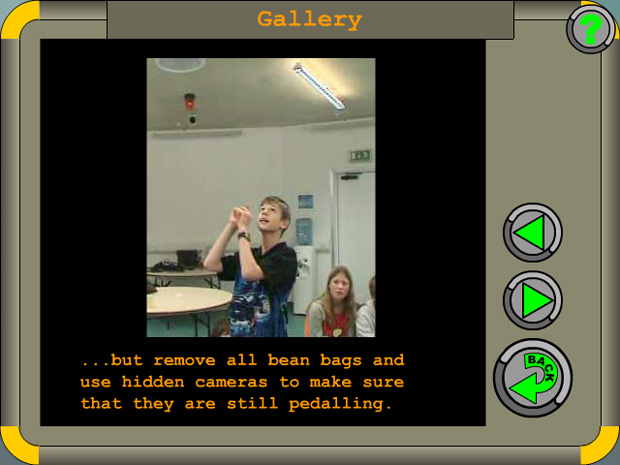 Gallery
?
...but remove all bean bags and
use hidden cameras to make sure
that they are still pedalling.
BACK